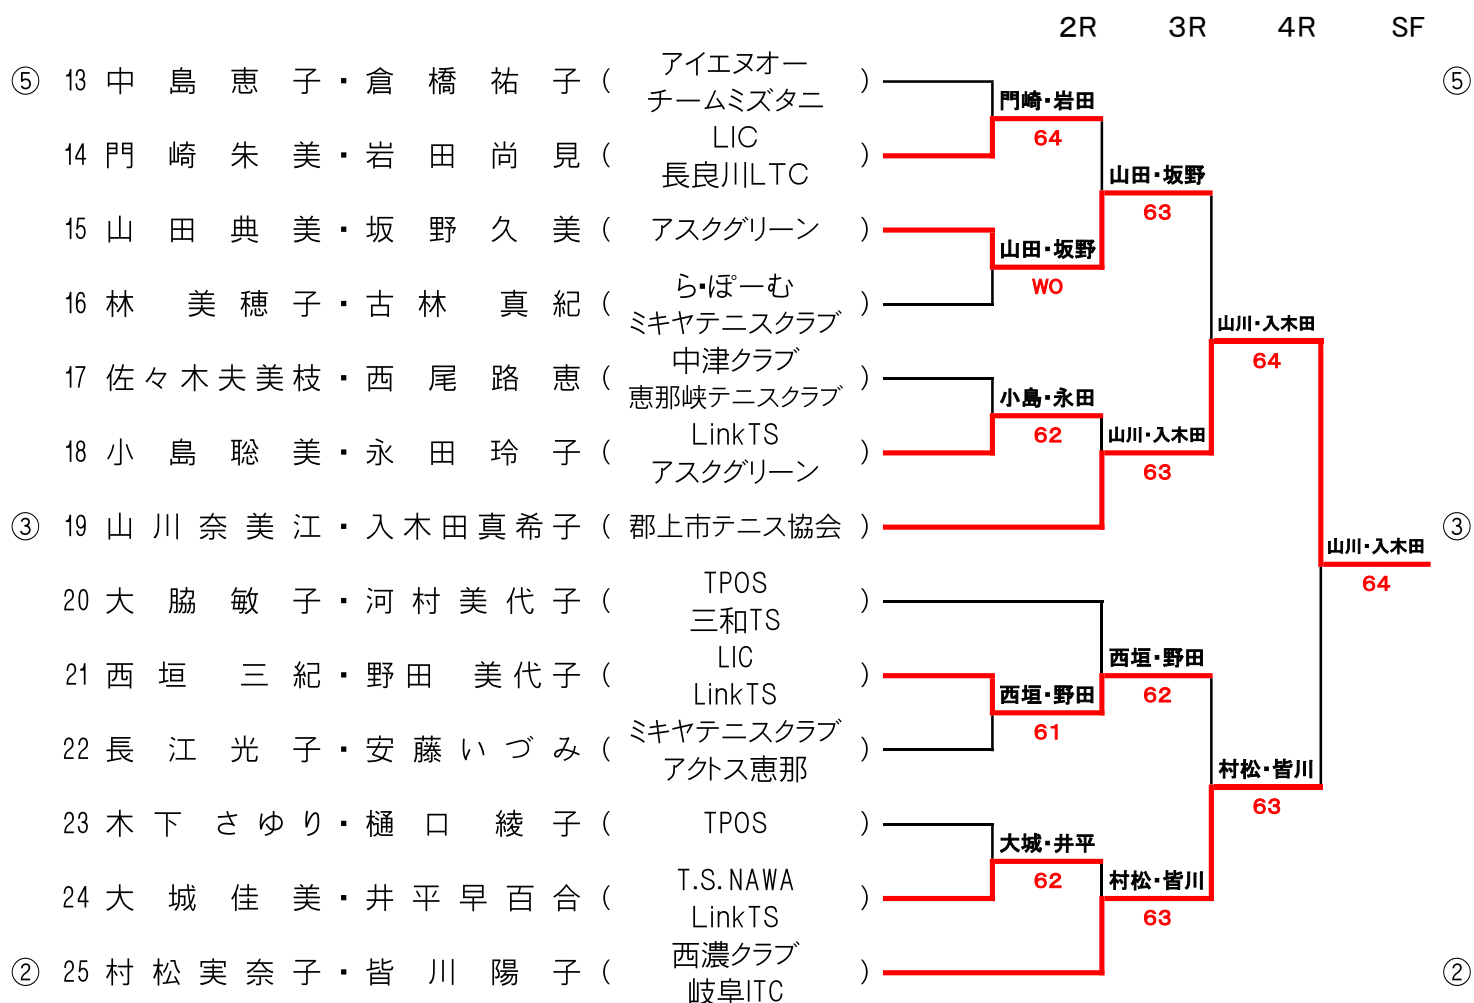 2R 3R 4R SF
⑤ 13 中島恵子・倉橋祐子 ( アイエヌオー チームミズタニ ) ⑤
門崎・岩田
64
14 門崎朱美・岩田尚見 ( LIC 長良川LTC )
山田・坂野
63
15 山田典美・坂野久美 ( アスクグリーン )
山田・坂野
WO
16 林美穂子・古林真紀 ( ら・ぽーむ ミキヤテニスクラブ )
山川・入木田
64
17 佐々木夫美枝・西尾路恵 ( 中津クラブ 恵那峡テニスクラブ )
小島・永田
62
18 小島聡美・永田玲子 ( LinkTS アスクグリーン )
山川・入木田
63
③ 19 山川奈美江・入木田真希子 ( 郡上市テニス協会 ) ③
山川・入木田
64
20 大脇敏子・河村美代子 ( TPOS 三和TS )
西垣・野田
62
21 西垣三紀・野田美代子 ( LIC LinkTS )
西垣・野田
61
22 長江光子・安藤いづみ ( ミキヤテニスクラブ アクトス恵那 )
村松・皆川
63
23 木下さゆり・樋口綾子 ( TPOS )
大城・井平
62
24 大城佳美・井平早百合 ( T.S.NAWA LinkTS )
村松・皆川
63
② 25 村松実奈子・皆川陽子 ( 西濃クラブ 岐阜ITC ) ②